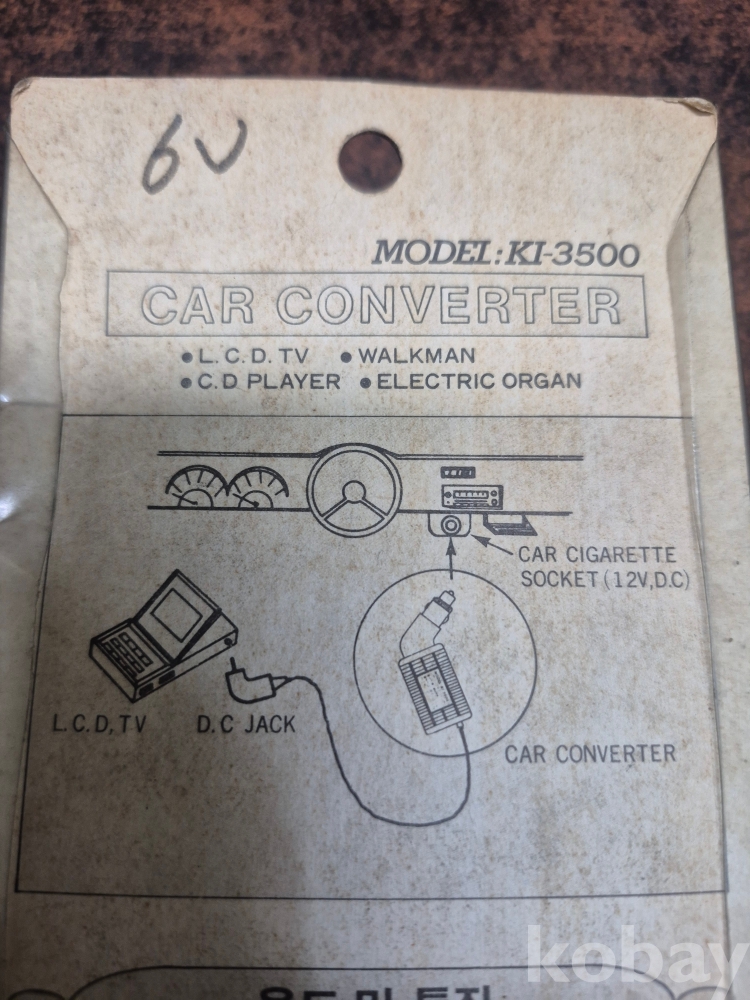 6V
MODEL: KI-3500
CAR CONVERTER
• L.C.D. TV • WALKMAN
• C.D PLAYER • ELECTRIC ORGAN
CAR CIGARETTE
SOCKET (12V,D.C)
L.C.D, TV D.C JACK
CAR CONVERTER
kobay